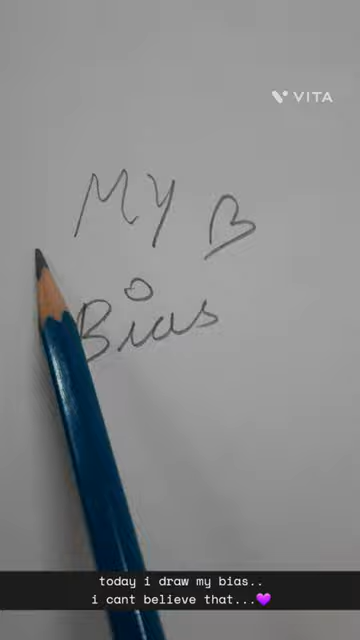 VITA
My B
Bias
today i draw my bias..
i cant believe that...💜